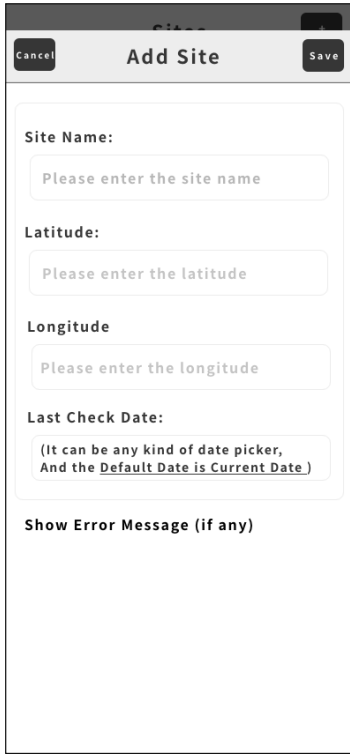 Sites
+
Cancel
Add Site
Save
Site Name:
Please enter the site name
Latitude:
Please enter the latitude
Longitude
Please enter the longitude
Last Check Date:
(It can be any kind of date picker,
And the Default Date is Current Date )
Show Error Message (if any)